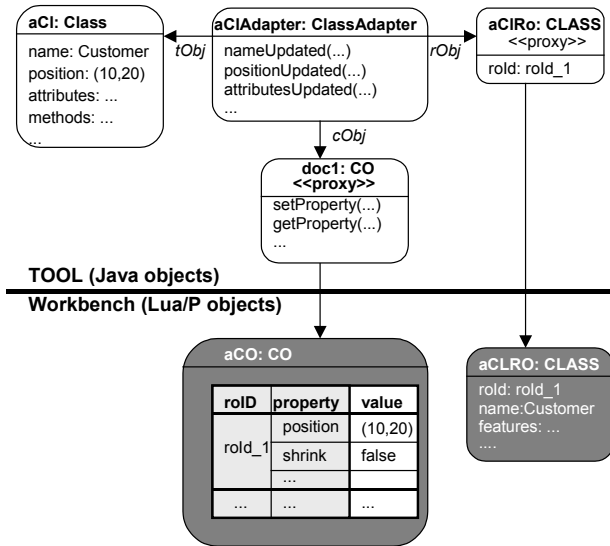 aCl: Class
name: Customer
position: (10,20)
attributes: ...
methods: ...
...
tObj
aClAdapter: ClassAdapter
nameUpdated(...)
positionUpdated(...)
attributesUpdated(...)
...
rObj
aClRo: CLASS
<<proxy>>
roId: roId_1
cObj
doc1: CO
<<proxy>>
setProperty(...)
getProperty(...)
...
TOOL (Java objects)
Workbench (Lua/P objects)
aCO: CO
roID property value
roId_1 position (10,20)
shrink false
...
... ... ...
aCLRO: CLASS
roId: roId_1
name:Customer
features: ...
....